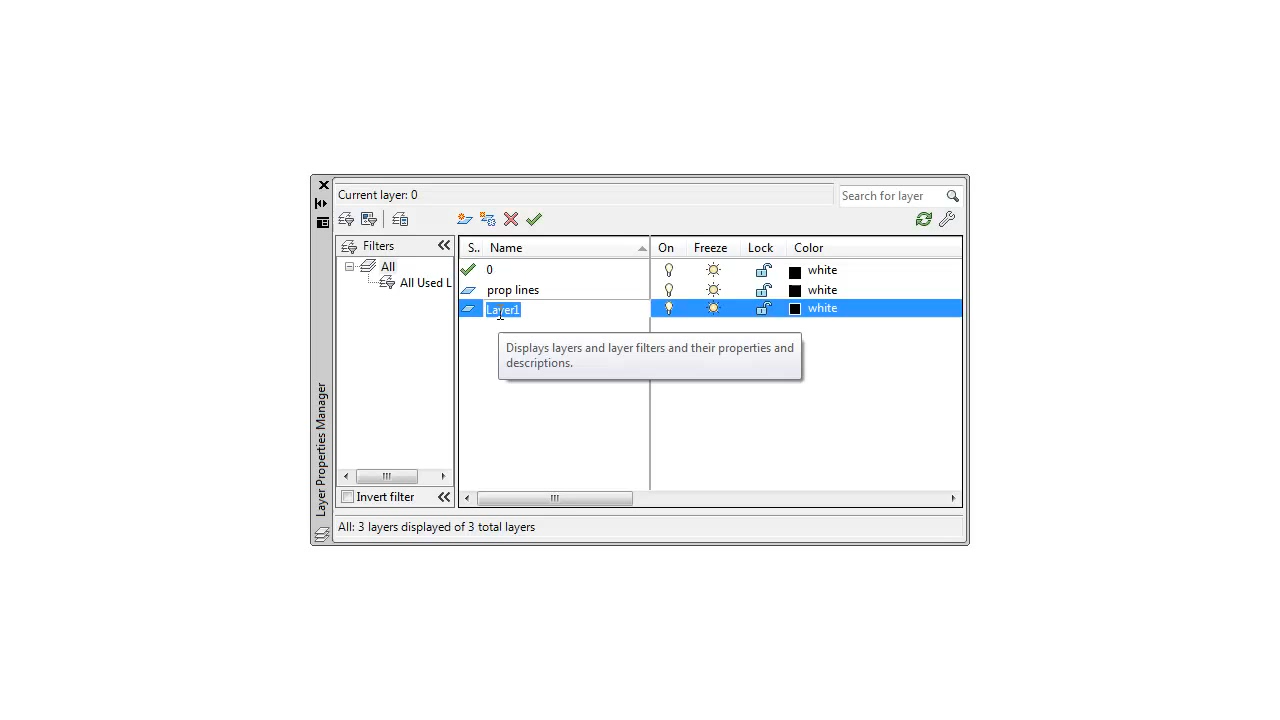 Current layer: 0
Search for layer
Filters
S.. Name On Freeze Lock Color
All
All Used L
0 white
prop lines white
Layer1 white
Displays layers and layer filters and their properties and
descriptions.
Invert filter
All: 3 layers displayed of 3 total layers
Layer Properties Manager